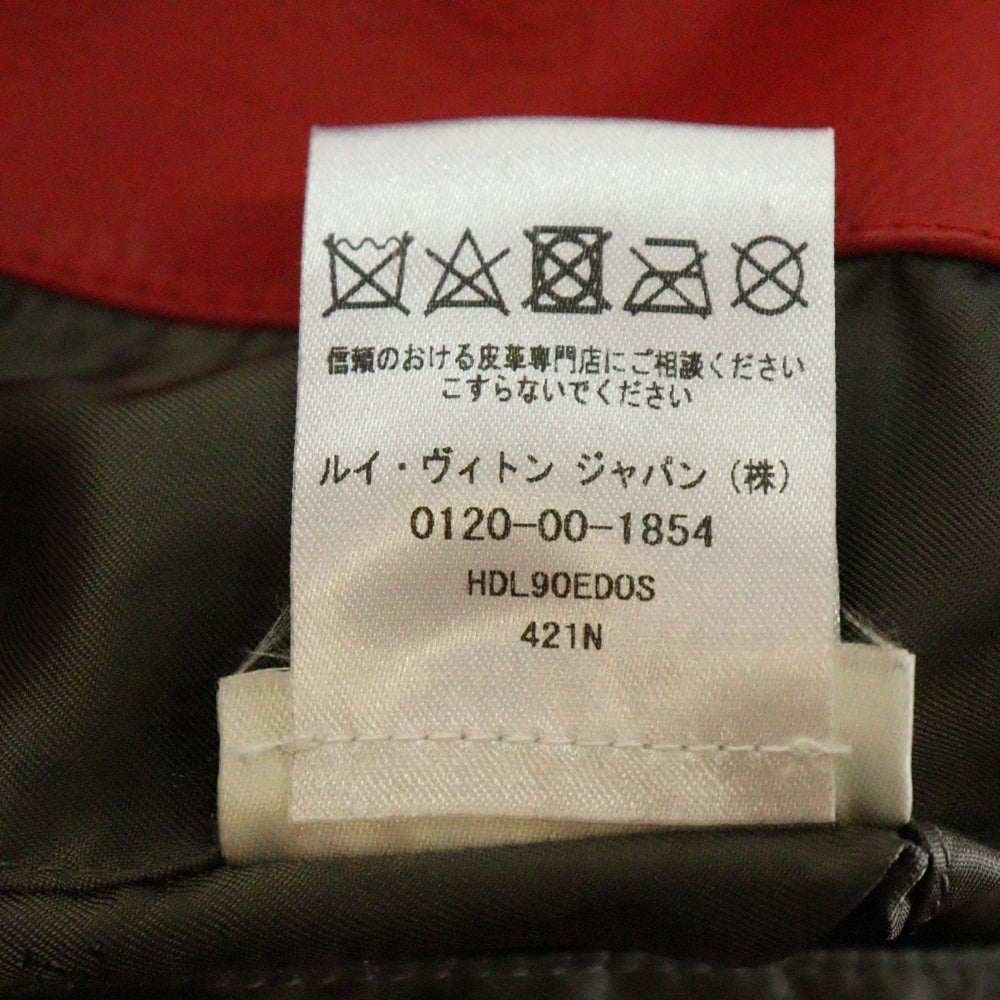 信頼のおける皮革専門店にご相談ください
こすらないでください
ルイ・ヴィトン ジャパン (株)
0120-00-1854
HDL90ED0S
421N